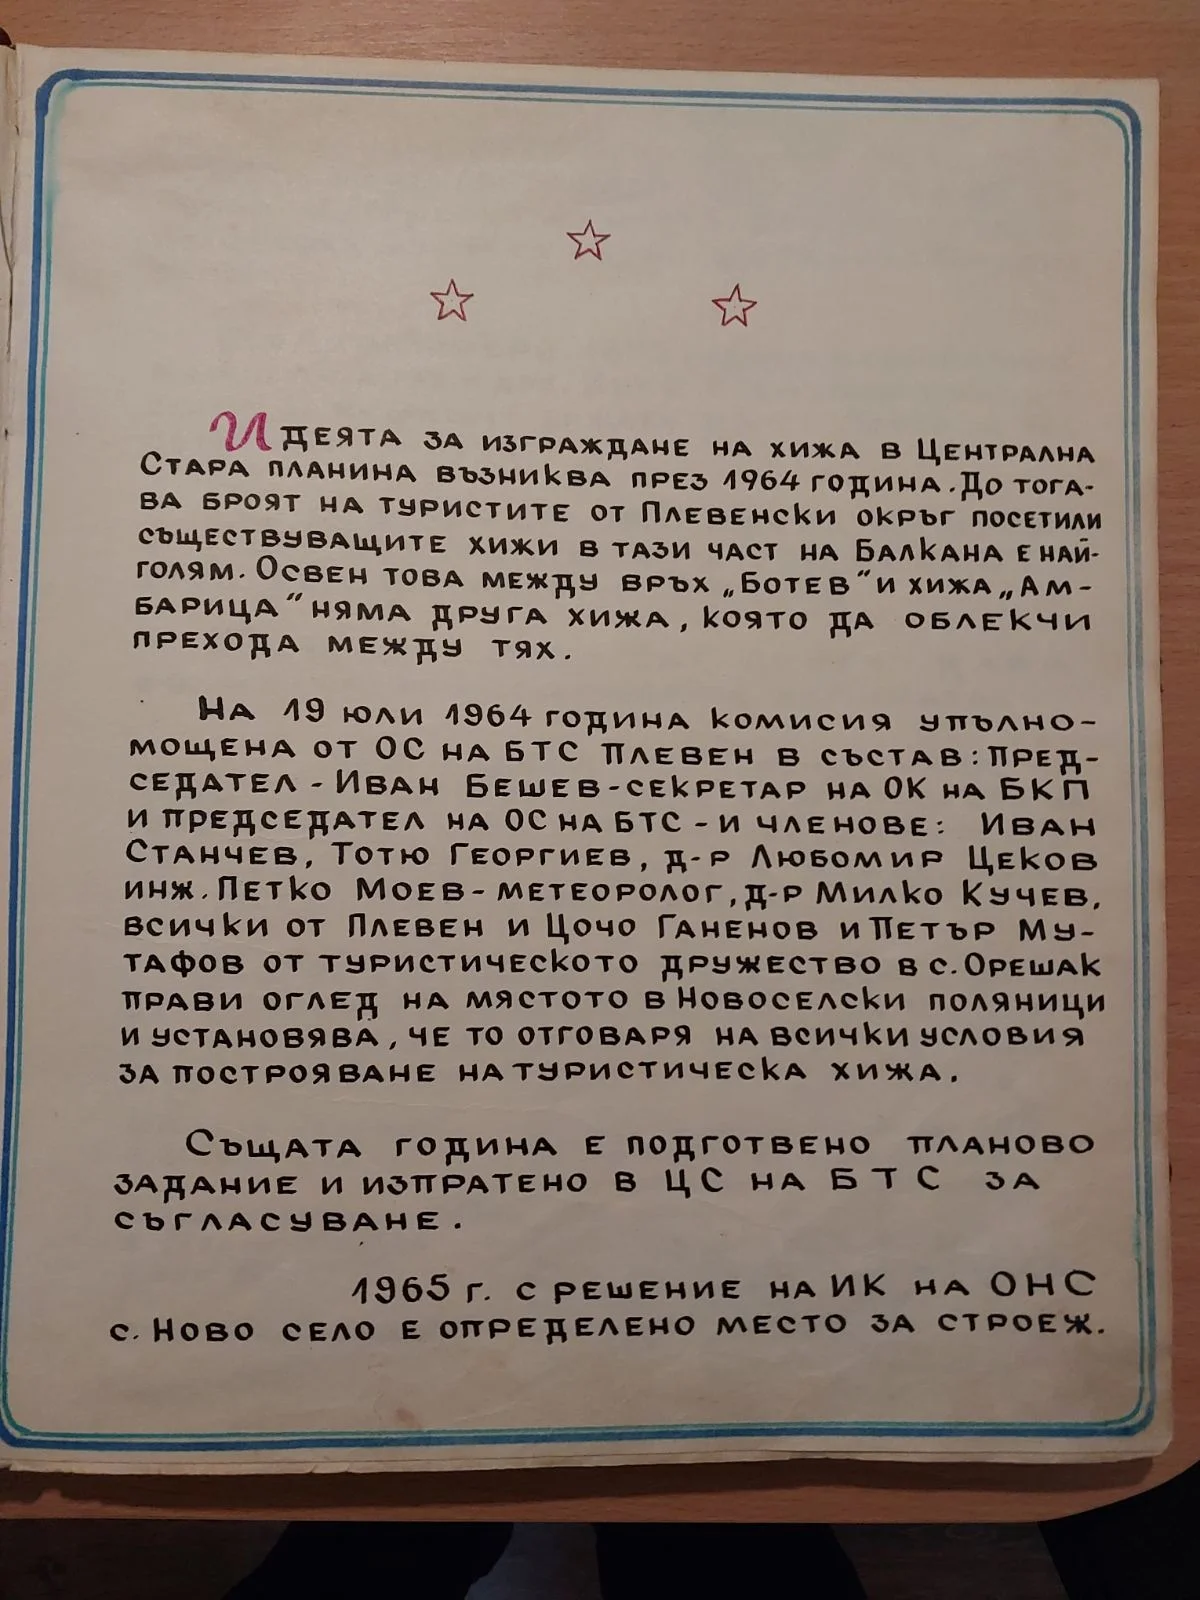 Идеята за изграждане на хижа в Централна
Стара планина възниква през 1964 година. До тога-
ва броят на туристите от Плевенски окръг посетили
съществуващите хижи в тази част на Балкана е най-
голям. Освен това между връх „Ботев" и хижа „Ам-
барица" няма друга хижа, която да облекчи
прехода между тях.
На 19 юли 1964 година комисия упълно-
мощена от ОС на БТС Плевен в състав: Пред-
седател - Иван Бешев - секретар на ОК на БКП
и председател на ОС на БТС - и членове: Иван
Станчев, Тотю Георгиев, д-р Любомир Цеков
инж. Петко Моев - метеоролог, д-р Милко Кучев,
всички от Плевен и Цочо Ганенов и Петър Му-
тафов от туристическото дружество в с. Орешак
прави оглед на мястото в Новоселски поляници
и установява, че то отговаря на всички условия
за построяване на туристическа хижа.
Същата година е подготвено планово
задание и изпратено в ЦС на БТС за
съгласуване.
1965 г. с решение на ИК на ОНС
с. Ново село е определено место за строеж.